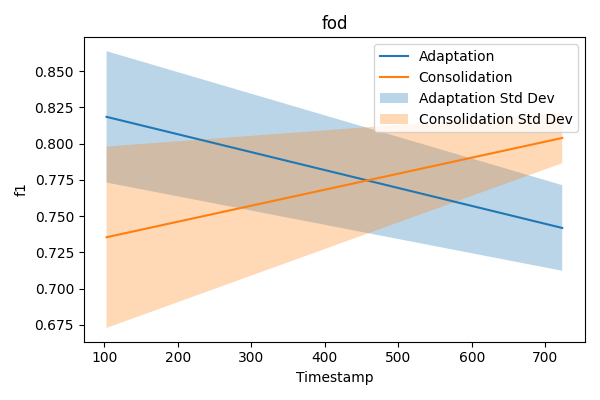 fod
Adaptation
Consolidation
Adaptation Std Dev
Consolidation Std Dev
0.850
0.825
0.800
0.775
0.750
0.725
0.700
0.675
f1
100 200 300 400 500 600 700
Timestamp